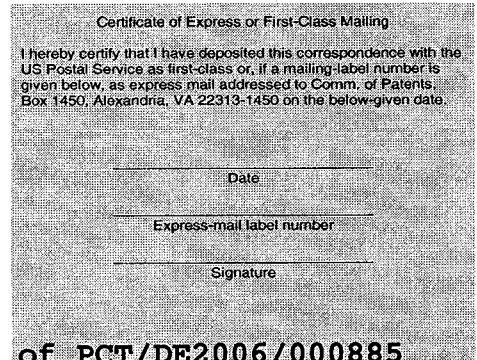 Certificate of Express or First-Class Mailing
I hereby certify that I have deposited this correspondence with the
US Postal Service as first-class or, if a mailing-label number is
given below, as express mail addressed to Comm. of Patents,
Box 1450, Alexandria, VA 22313-1450 on the below-given date.
Date
Express-mail label number
Signature
of PCT/DE2006/000885